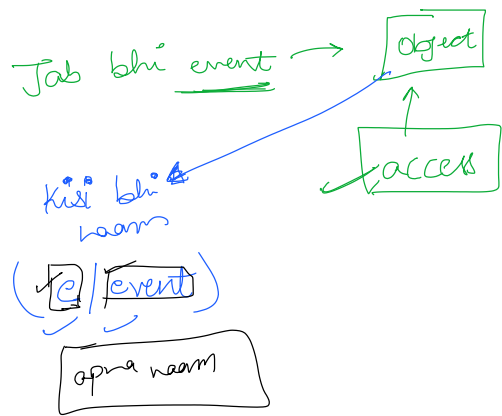 Jab bhi event → object
access
Kisi bhi
naam
(e / event)
apna naam